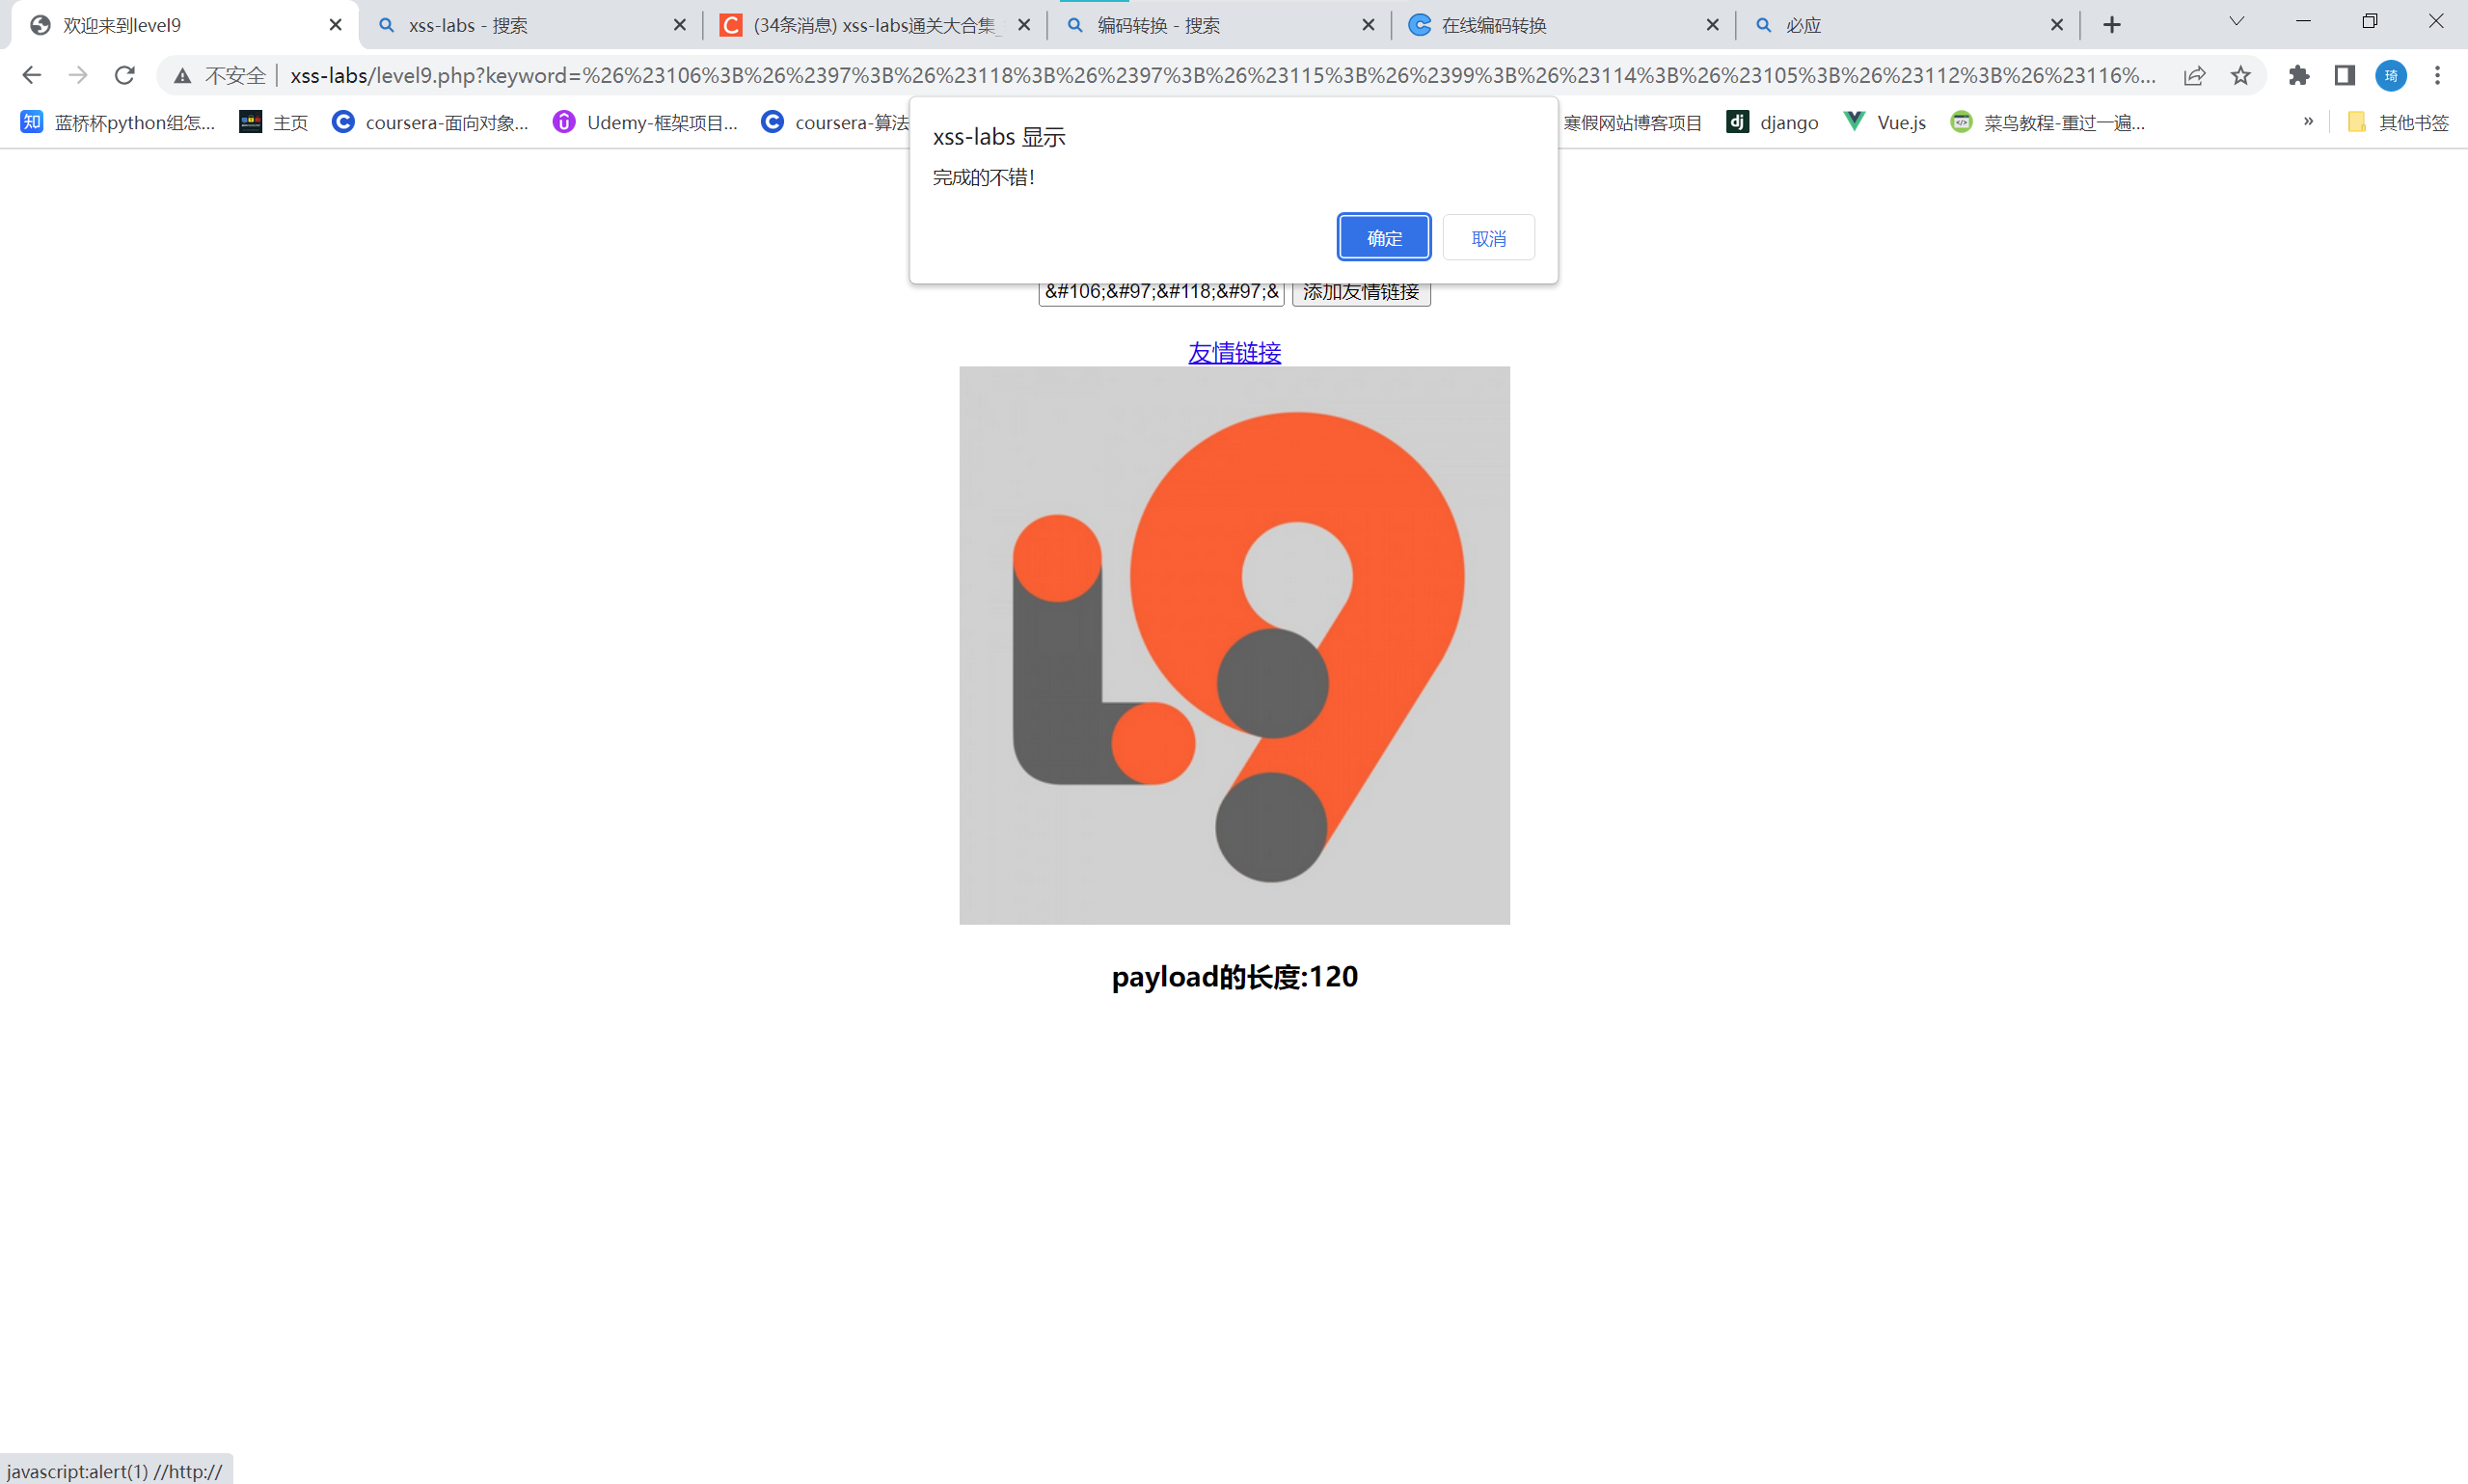 欢迎来到level9
xss-labs - 搜索
(34条消息) xss-labs通关大合集_
编码转换 - 搜索
在线编码转换
必应
不安全 xss-labs/level9.php?keyword=%26%23106%3B%26%2397%3B%26%23118%3B%26%2397%3B%26%23115%3B%26%2399%3B%26%23114%3B%26%23105%3B%26%23112%3B%26%23116%...
琦
知 蓝桥杯python组怎...
主页
coursera-面向对象...
Udemy-框架项目...
coursera-算法
寒假网站博客项目
dj django
Vue.js
菜鸟教程-重过一遍...
»
其他书签
xss-labs 显示
完成的不错！
确定 取消
&#106;&#97;&#118;&#97;& 添加友情链接
友情链接
payload的长度:120
javascript:alert(1) //http://